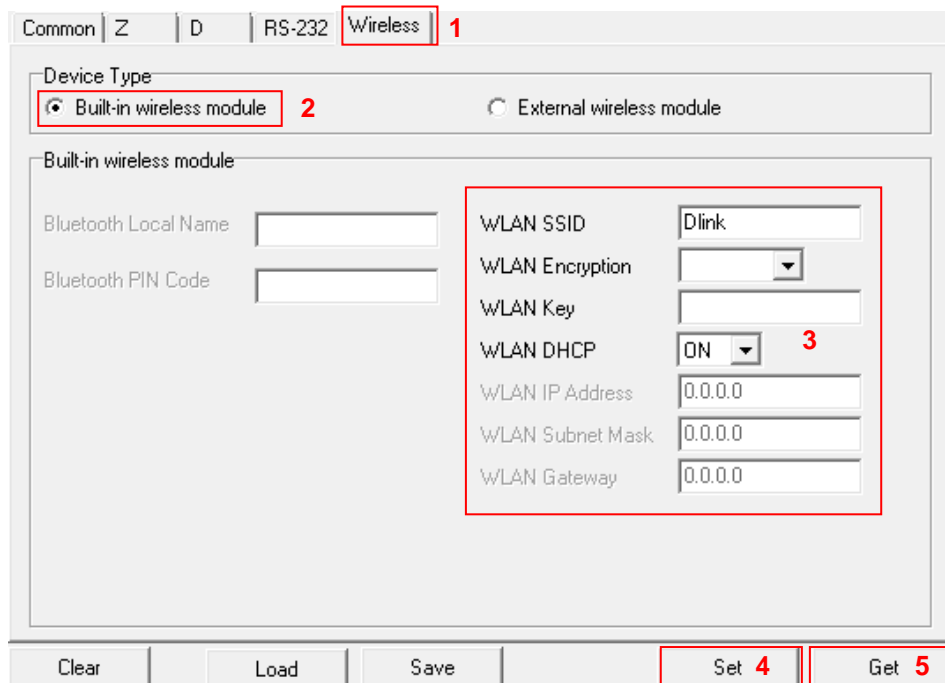 Common Z D RS-232 Wireless 1
Device Type
Built-in wireless module 2 External wireless module
Built-in wireless module
Bluetooth Local Name
Bluetooth PIN Code
WLAN SSID Dlink
WLAN Encryption
WLAN Key
WLAN DHCP ON 3
WLAN IP Address 0.0.0.0
WLAN Subnet Mask 0.0.0.0
WLAN Gateway 0.0.0.0
Clear Load Save Set 4 Get 5